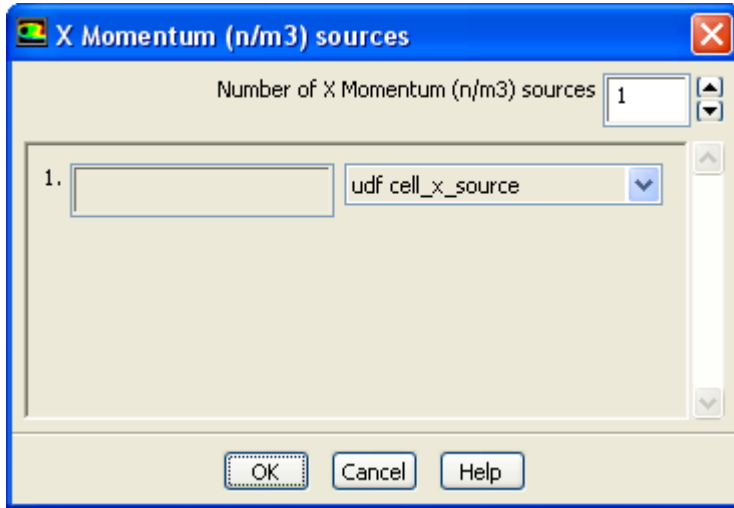 X Momentum (n/m3) sources
Number of X Momentum (n/m3) sources 1
1. udf cell_x_source
OK Cancel Help